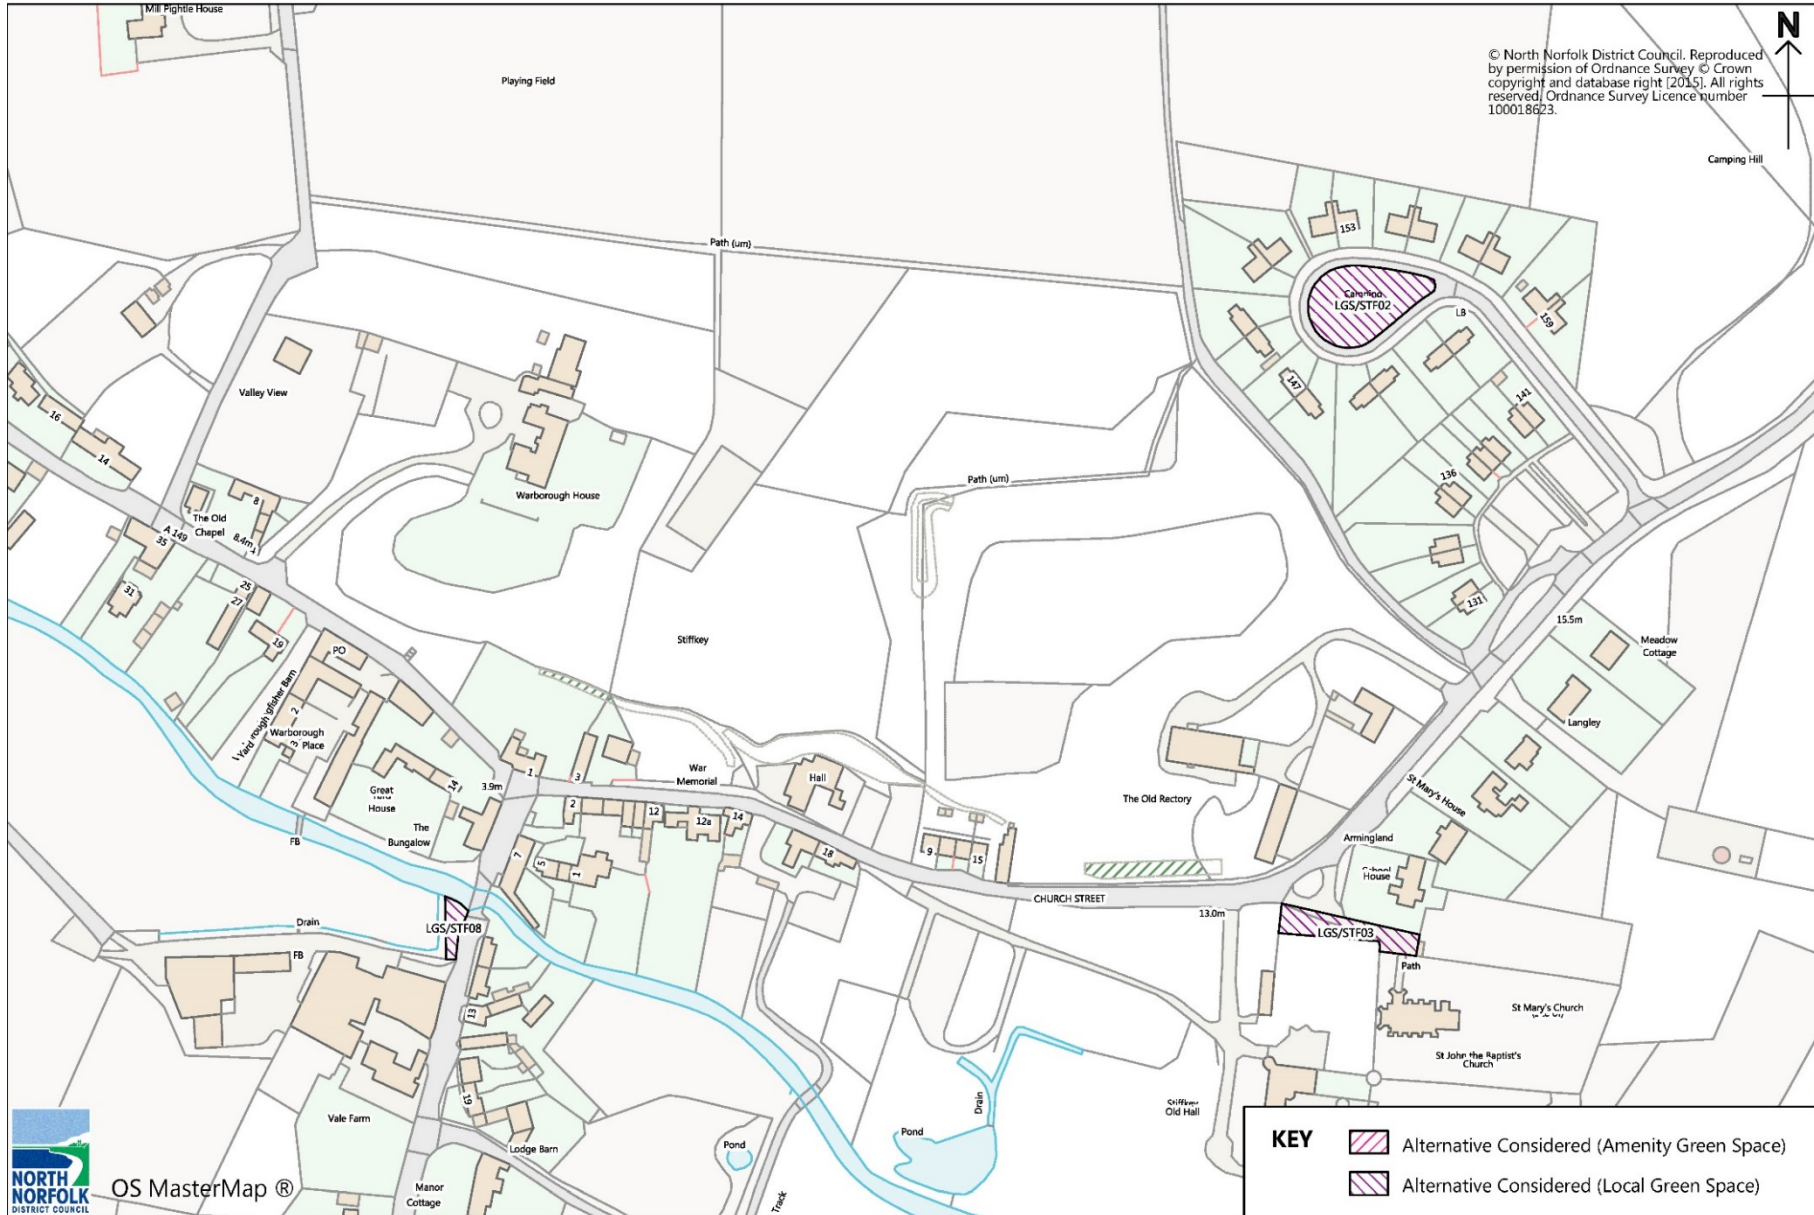 Mill Pightle House
Playing Field
N
© North Norfolk District Council. Reproduced
by permission of Ordnance Survey © Crown
copyright and database right [2015]. All rights
reserved. Ordnance Survey Licence number
100018623.
Camping Hill
Path (um)
153
LGS/STF02
LB
159
147
141
136
131
Valley View
16
14
Warborough House
Path (um)
The Old
Chapel
8
8.4m
A 149
35
31
25
27
19
PO
Stiffkey
15.5m
Meadow
Cottage
Langley
2
3
Warborough
Place
Yard
Great
House
14
3.9m
1
3
War
Memorial
Hall
The Old Rectory
St Mary's House
The
Bungalow
FB
2
12
12a
14
18
9
15
Armingland
House
7
5
1
CHURCH STREET
13.0m
LGS/STF03
Path
Drain
LGS/STF08
FB
13
St Mary's Church
St John the Baptist's
Church
19
Vale Farm
Lodge Barn
Pond
Pond
Drain
Stiffkey
Old Hall
Manor
Cottage
Track
NORTH
NORFOLK
DISTRICT COUNCIL
OS MasterMap ®
KEY
Alternative Considered (Amenity Green Space)
Alternative Considered (Local Green Space)